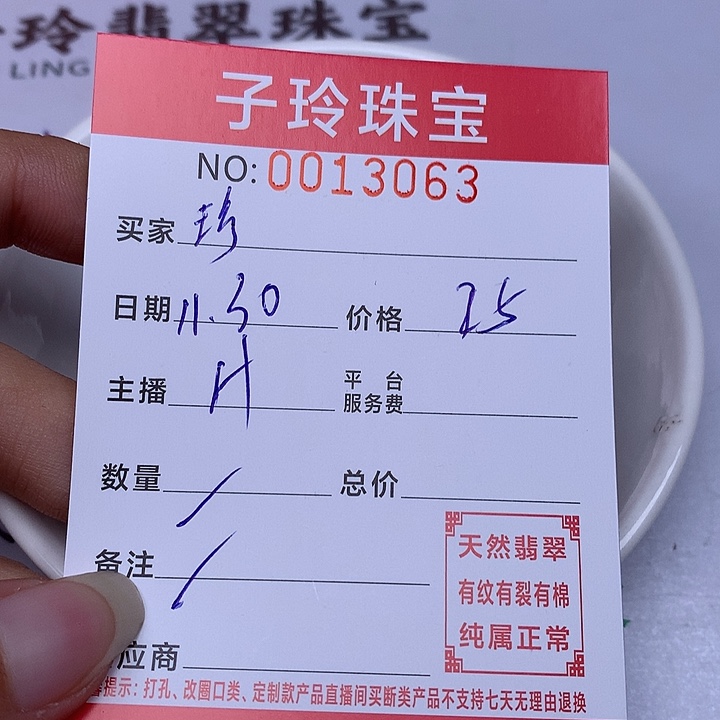 玲翡翠珠宝
LING
子玲珠宝
NO:0013063
买家 珍
日期 11.30 价格 75
主播 H 平台服务费
数量 / 总价
备注 /
应商
天然翡翠
有纹有裂有棉
纯属正常
提示: 打孔、改圈口类、定制款产品直播间买断类产品不支持七天无理由退换